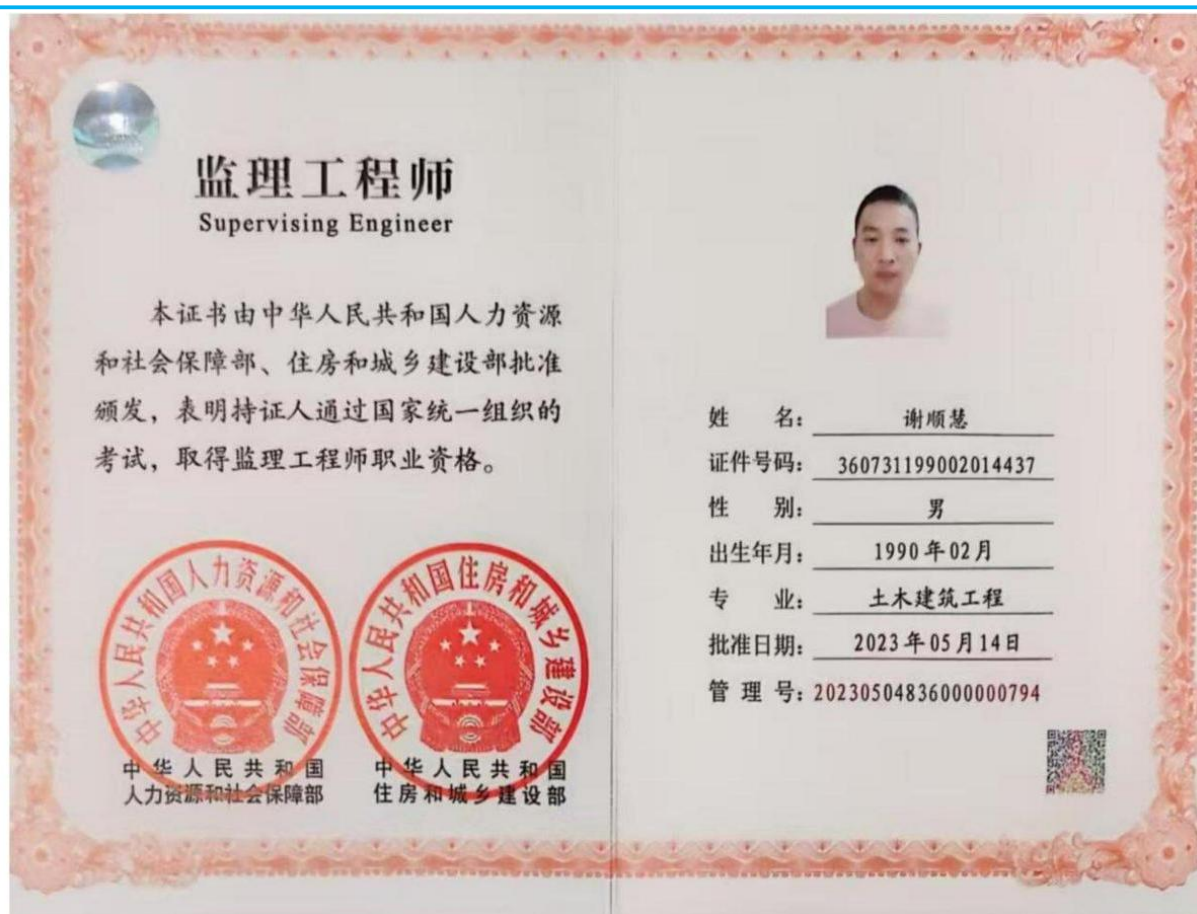 监理工程师
Supervising Engineer
本证书由中华人民共和国人力资源
和社会保障部、住房和城乡建设部批准
颁发，表明持证人通过国家统一组织的
考试，取得监理工程师职业资格。
中华人民共和国人力资源和社会保障部
中华人民共和国住房和城乡建设部
中华人民共和国
人力资源和社会保障部
中华人民共和国
住房和城乡建设部
姓 名：谢顺慧
证件号码：360731199002014437
性 别：男
出生年月：1990年02月
专 业：土木建筑工程
批准日期：2023年05月14日
管 理 号：20230504836000000794